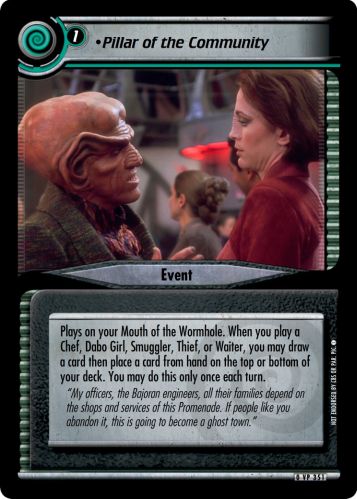 1
•Pillar of the Community
Event
Plays on your Mouth of the Wormhole. When you play a
Chef, Dabo Girl, Smuggler, Thief, or Waiter, you may draw
a card then place a card from hand on the top or bottom of
your deck. You may do this only once each turn.
“My officers, the Bajoran engineers, all their families depend on
the shops and services of this Promenade. If people like you
abandon it, this is going to become a ghost town.”
NOT ENDORSED BY CBS OR PAR. PIC.
0 VP 351